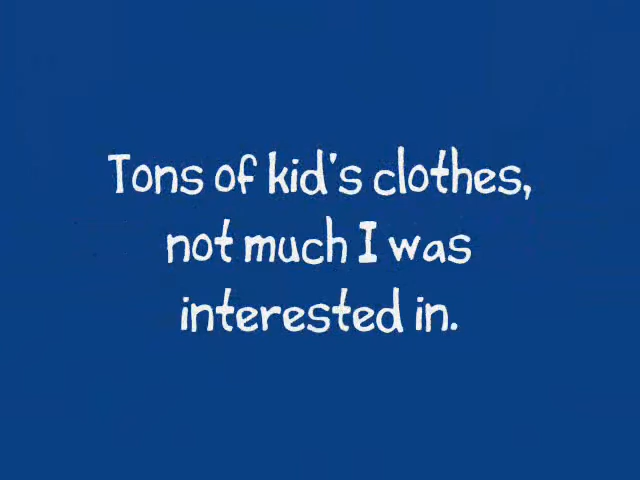 Tons of kid's clothes,
not much I was
interested in.